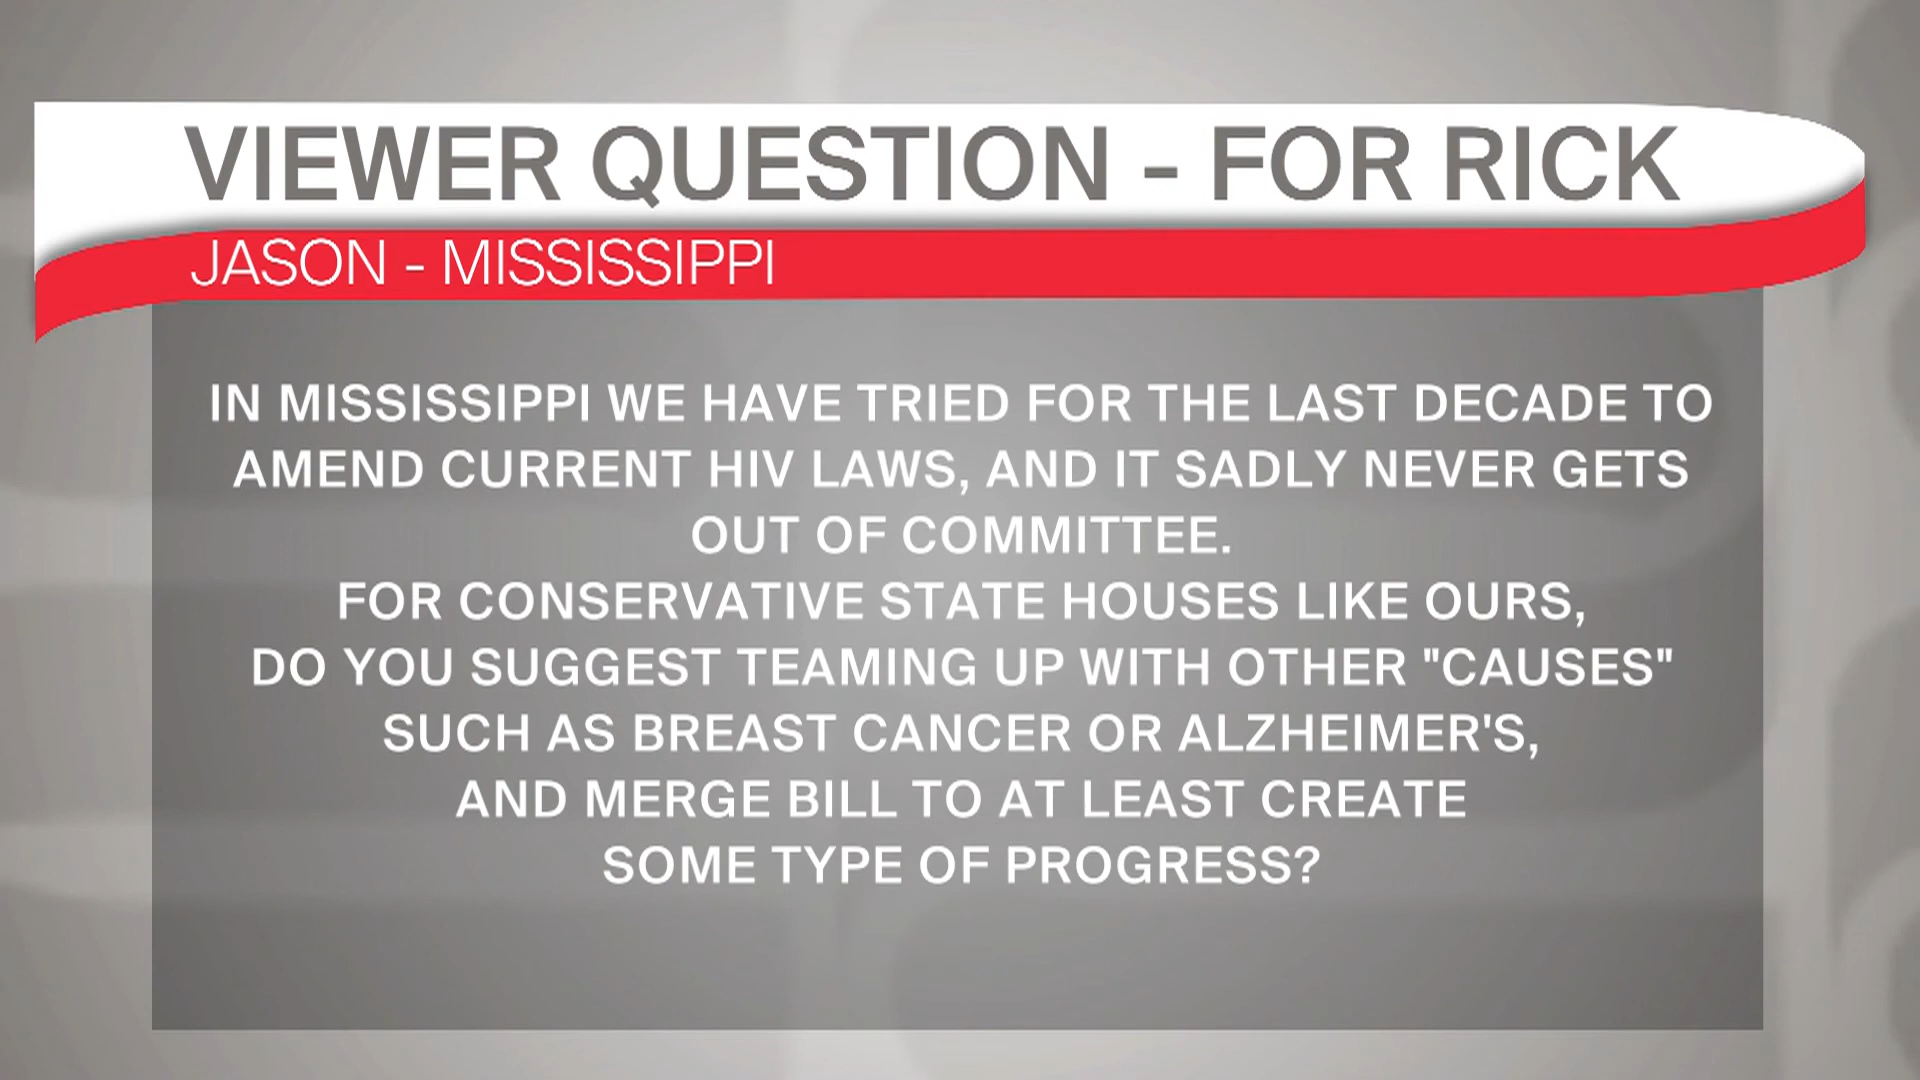 VIEWER QUESTION - FOR RICK
JASON - MISSISSIPPI
IN MISSISSIPPI WE HAVE TRIED FOR THE LAST DECADE TO
AMEND CURRENT HIV LAWS, AND IT SADLY NEVER GETS
OUT OF COMMITTEE.
FOR CONSERVATIVE STATE HOUSES LIKE OURS,
DO YOU SUGGEST TEAMING UP WITH OTHER "CAUSES"
SUCH AS BREAST CANCER OR ALZHEIMER'S,
AND MERGE BILL TO AT LEAST CREATE
SOME TYPE OF PROGRESS?